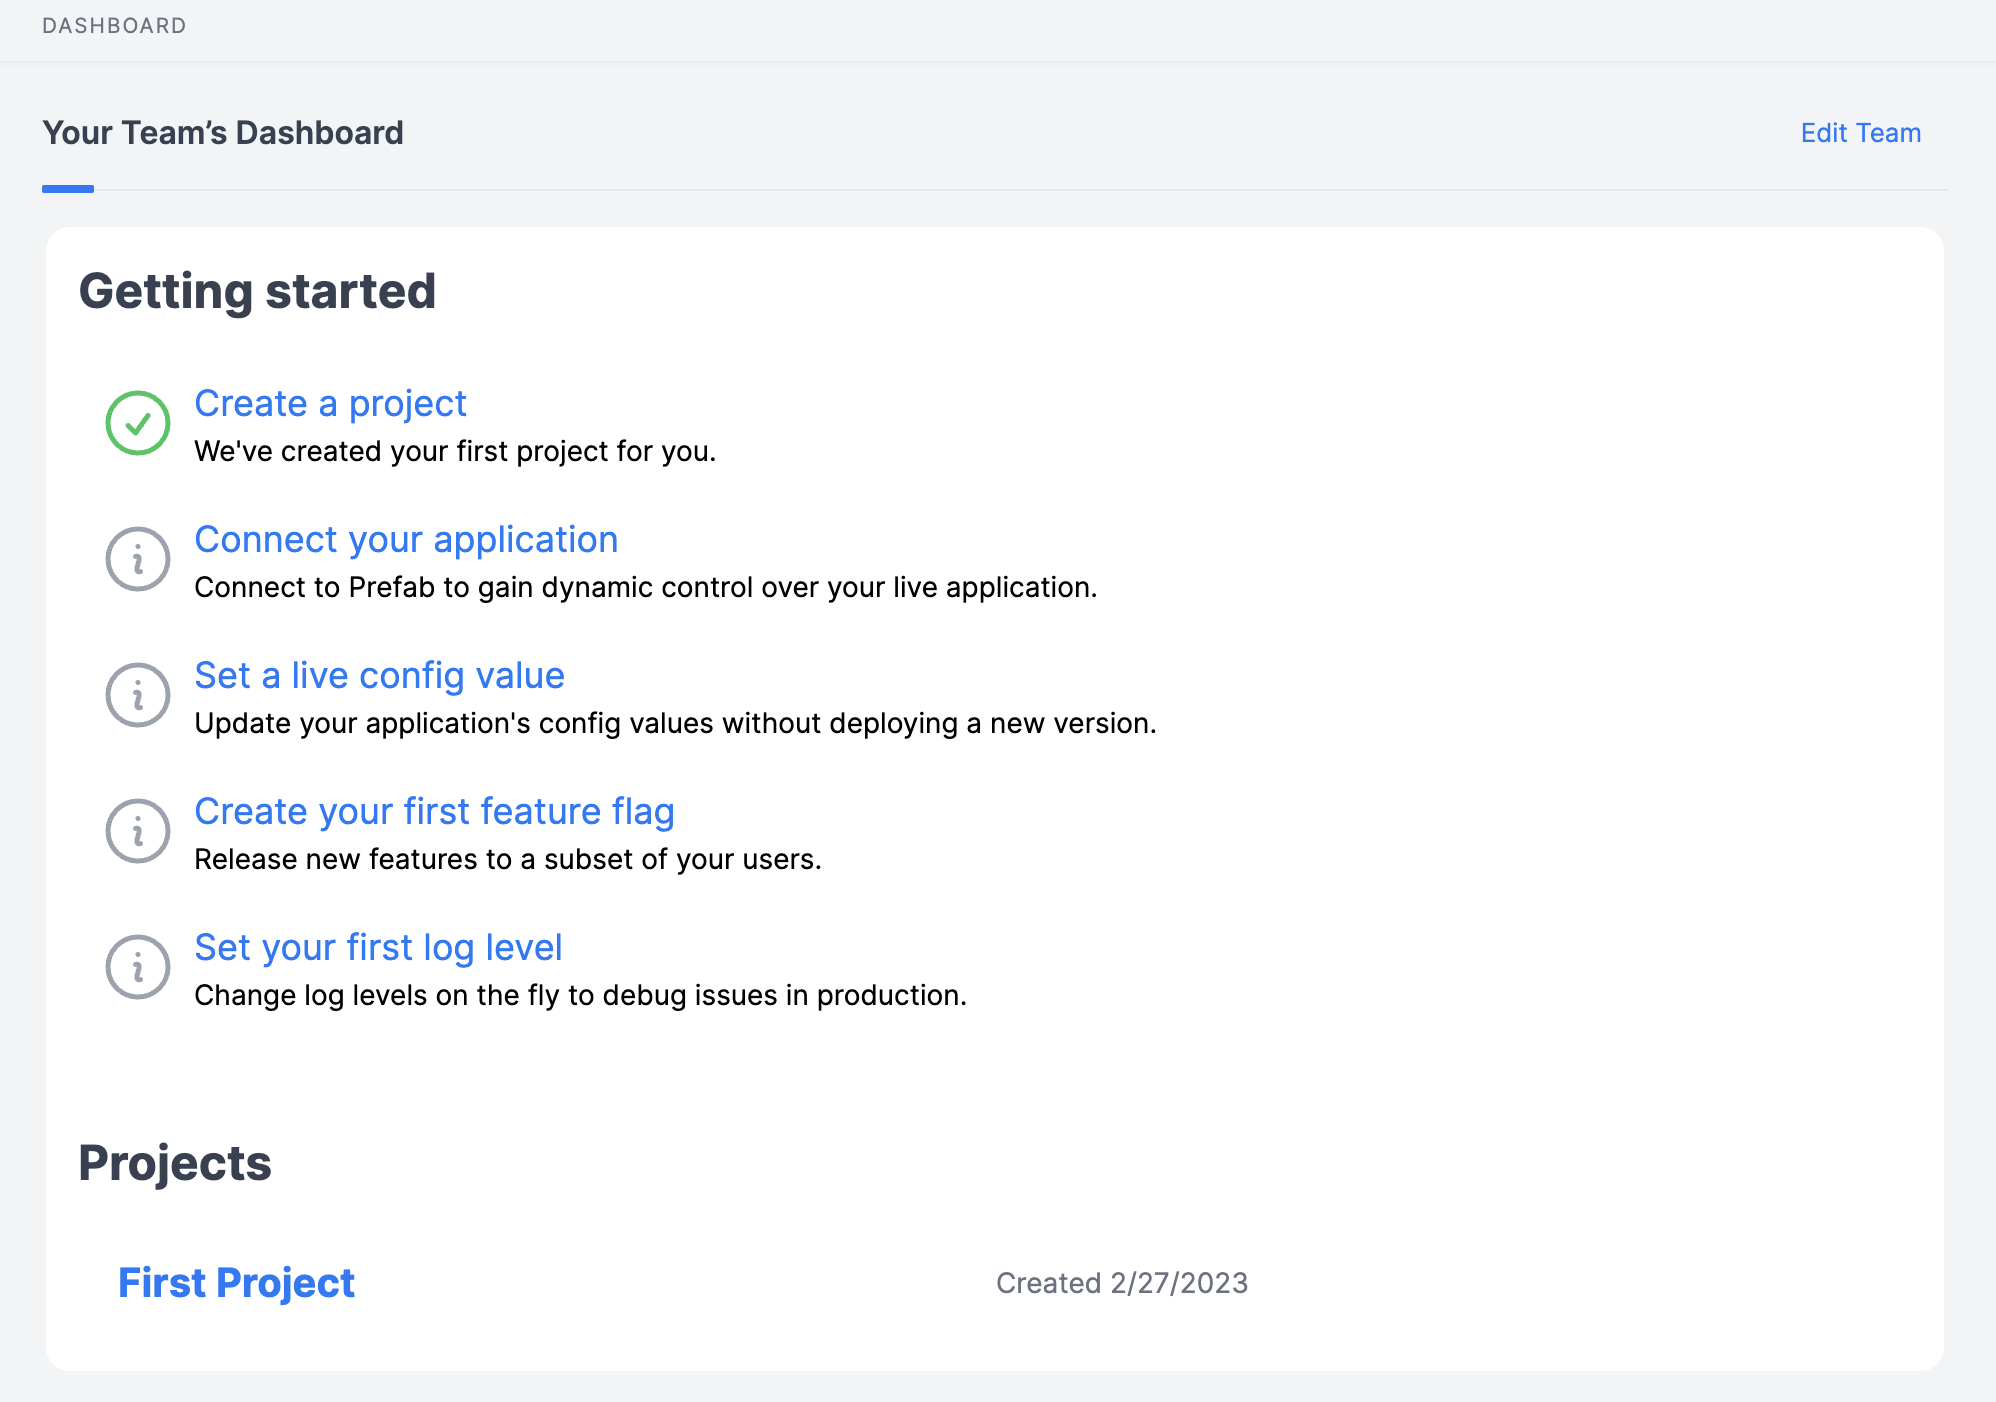 DASHBOARD
Your Team’s Dashboard
Edit Team
Getting started
Create a project
We've created your first project for you.
Connect your application
Connect to Prefab to gain dynamic control over your live application.
Set a live config value
Update your application's config values without deploying a new version.
Create your first feature flag
Release new features to a subset of your users.
Set your first log level
Change log levels on the fly to debug issues in production.
Projects
First Project
Created 2/27/2023